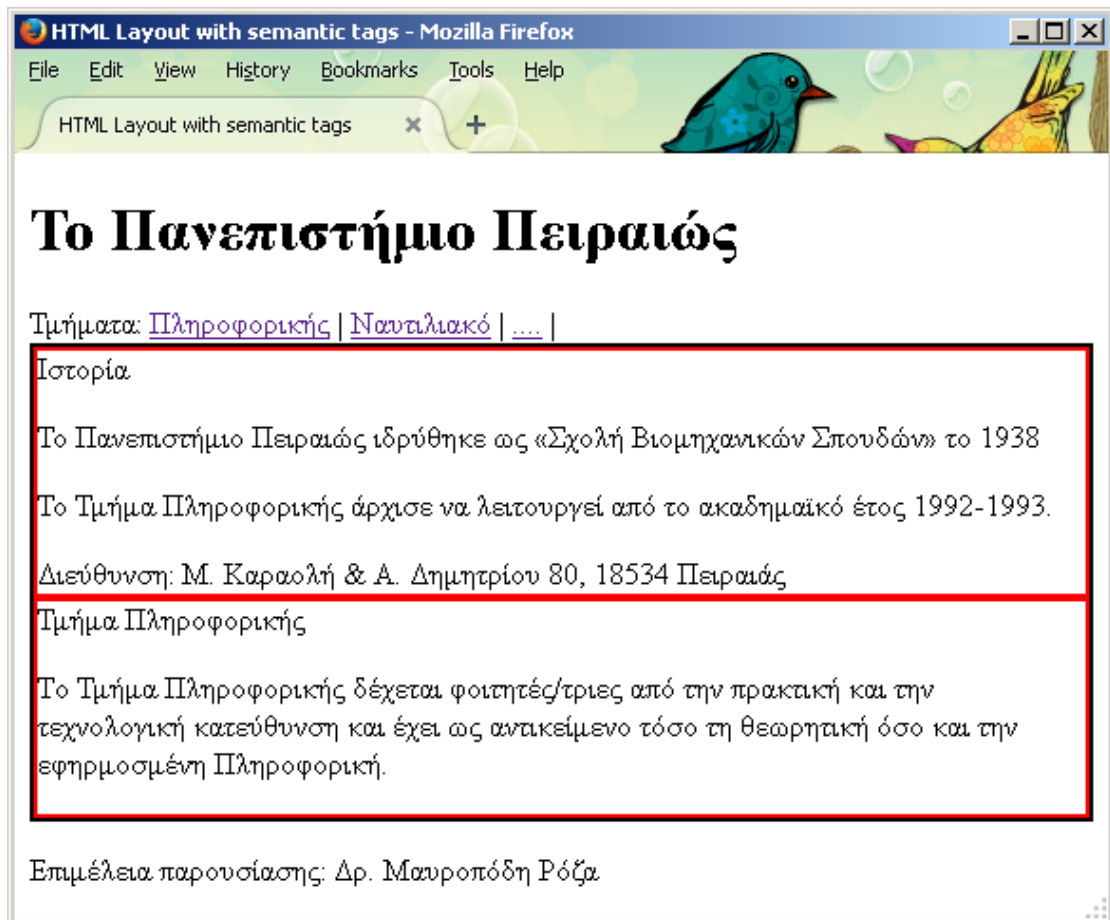 HTML Layout with semantic tags - Mozilla Firefox
File Edit View History Bookmarks Tools Help
HTML Layout with semantic tags
Το Πανεπιστήμιο Πειραιώς
Τμήματα: Πληροφορικής | Ναυτιλιακό | .... |
Ιστορία
Το Πανεπιστήμιο Πειραιώς ιδρύθηκε ως «Σχολή Βιομηχανικών Σπουδών» το 1938
Το Τμήμα Πληροφορικής άρχισε να λειτουργεί από το ακαδημαϊκό έτος 1992-1993.
Διεύθυνση: Μ. Καραολή & Α. Δημητρίου 80, 18534 Πειραιάς
Τμήμα Πληροφορικής
Το Τμήμα Πληροφορικής δέχεται φοιτητές/τριες από την πρακτική και την
τεχνολογική κατεύθυνση και έχει ως αντικείμενο τόσο τη θεωρητική όσο και την
εφηρμοσμένη Πληροφορική.
Επιμέλεια παρουσίασης: Δρ. Μαυροπόδη Ρόζα